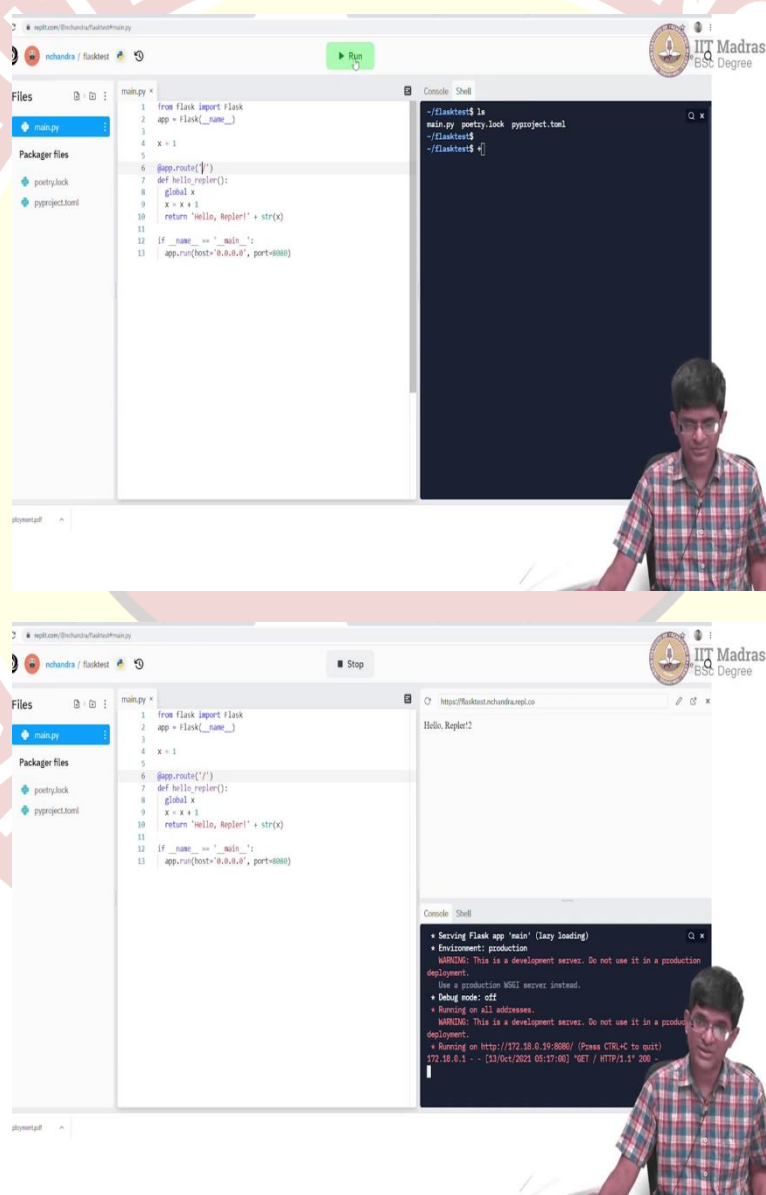 replit.com/@nchandra/flasktest#main.py
nchandra / flasktest
Run
IIT Madras
BSc Degree
Files
main.py ×
Console Shell
main.py
Packager files
poetry.lock
pyproject.toml
1 from flask import Flask
2 app = Flask(__name__)
3
4 x = 1
5
6 @app.route('/')
7 def hello_repler():
8 global x
9 x = x + 1
10 return 'Hello, Repler!' + str(x)
11
12 if __name__ == '__main__':
13 app.run(host='0.0.0.0', port=8080)
~/flasktest$ ls
main.py poetry.lock pyproject.toml
~/flasktest$
~/flasktest$ +
ployment.pdf
replit.com/@nchandra/flasktest#main.py
nchandra / flasktest
Stop
IIT Madras
BSc Degree
Files
main.py ×
https://flasktest.nchandra.repl.co
main.py
Packager files
poetry.lock
pyproject.toml
1 from flask import Flask
2 app = Flask(__name__)
3
4 x = 1
5
6 @app.route('/')
7 def hello_repler():
8 global x
9 x = x + 1
10 return 'Hello, Repler!' + str(x)
11
12 if __name__ == '__main__':
13 app.run(host='0.0.0.0', port=8080)
Hello, Repler!2
Console Shell
* Serving Flask app 'main' (lazy loading)
* Environment: production
WARNING: This is a development server. Do not use it in a production
deployment.
Use a production WSGI server instead.
* Debug mode: off
* Running on all addresses.
WARNING: This is a development server. Do not use it in a produc
deployment.
* Running on http://172.18.0.19:8080/ (Press CTRL+C to quit)
172.18.0.1 - - [13/Oct/2021 05:17:00] "GET / HTTP/1.1" 200 -
ployment.pdf